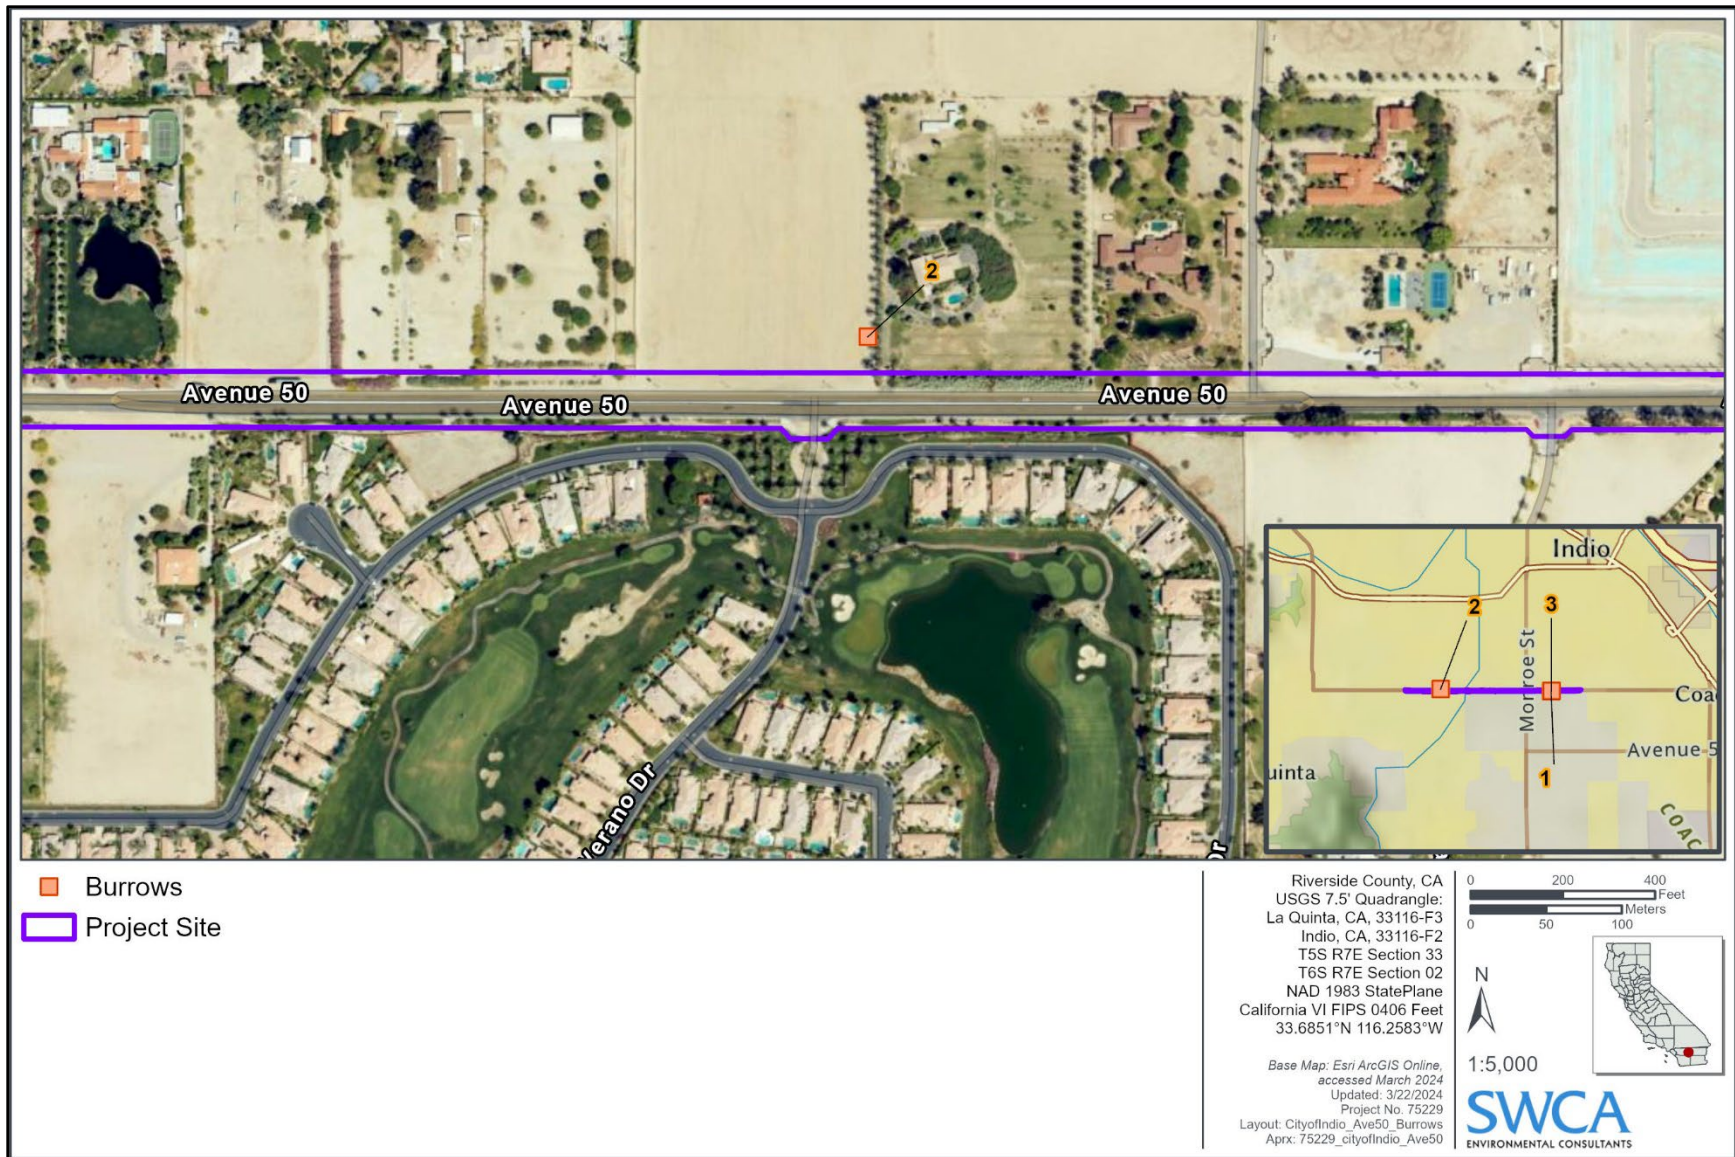 2
Avenue 50
Avenue 50
Avenue 50
Verano Dr
Dr
Indio
2
3
Monroe St
Coa
Avenue 5
uinta
1
COAC
Burrows
Project Site
Riverside County, CA
USGS 7.5' Quadrangle:
La Quinta, CA, 33116-F3
Indio, CA, 33116-F2
T5S R7E Section 33
T6S R7E Section 02
NAD 1983 StatePlane
California VI FIPS 0406 Feet
33.6851°N 116.2583°W
Base Map: Esri ArcGIS Online,
accessed March 2024
Updated: 3/22/2024
Project No. 75229
Layout: CityofIndio_Ave50_Burrows
Aprx: 75229_cityofIndio_Ave50
0 200 400
Feet
Meters
0 50 100
N
1:5,000
SWCA
ENVIRONMENTAL CONSULTANTS